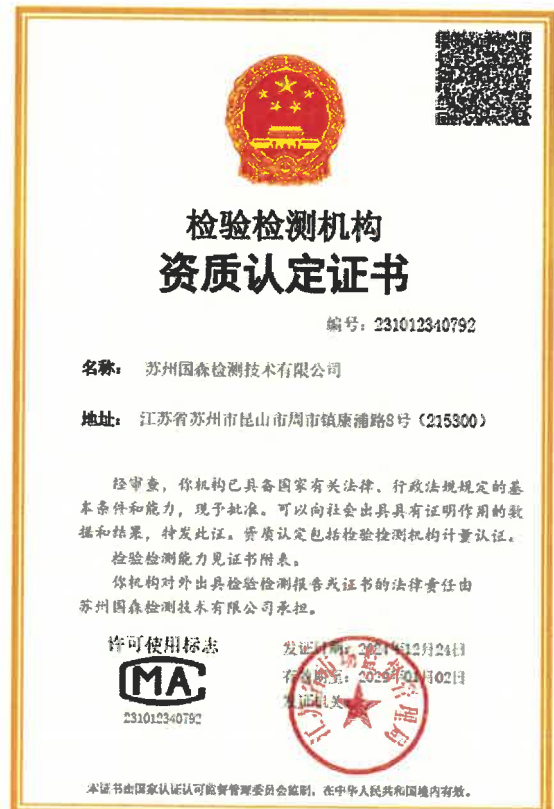 检验检测机构
资质认定证书
编号：231012340792
名称： 苏州国森检测技术有限公司
地址： 江苏省苏州市昆山市周市镇康浦路8号（215300）
经审查，你机构已具备国家有关法律、行政法规规定的基
本条件和能力，现予批准。可以向社会出具具有证明作用的数
据和结果，特发此证。资质认定包括检验检测机构计量认证。
检验检测能力见证书附表。
你机构对外出具检验检测报告或证书的法律责任由
苏州国森检测技术有限公司承担。
许可使用标志
MA
231012340792
发证日期：2024年12月24日
有效期至：2029年01月02日
发证机关
江苏省市场监督管理局
本证书由国家认证认可监督管理委员会监制，在中华人民共和国境内有效。